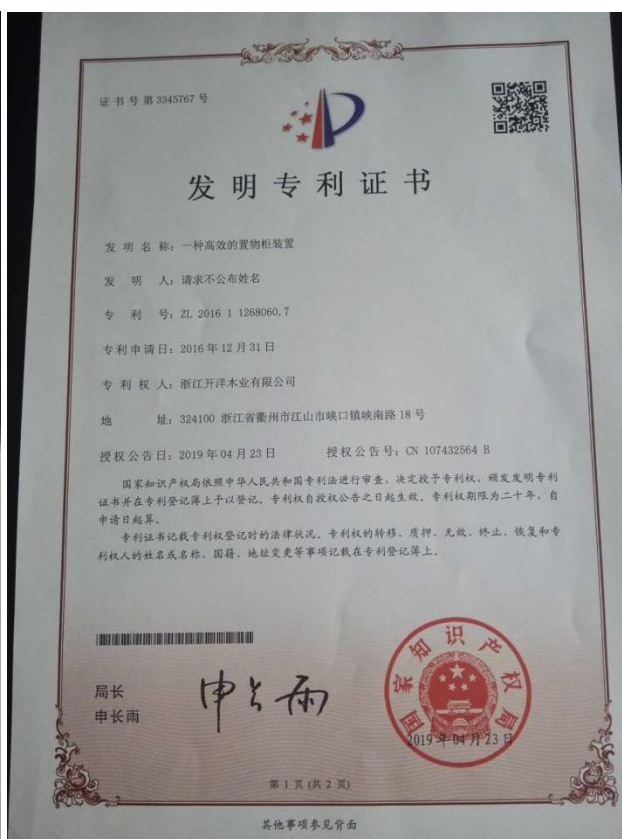 证书号第3345767号
发明专利证书
发 明 名 称：一种高效的置物柜装置
发 明 人：请求不公布姓名
专 利 号：ZL 2016 1 1268060.7
专利申请日：2016年12月31日
专 利 权 人：浙江开洋木业有限公司
地 址：324100 浙江省衢州市江山市峡口镇峡南路18号
授权公告日：2019年04月23日 授权公告号：CN 107432564 B
国家知识产权局依照中华人民共和国专利法进行审查，决定授予专利权，颁发发明专利
证书并在专利登记簿上予以登记。专利权自授权公告之日起生效。专利权期限为二十年，自
申请日起算。
专利证书记载专利权登记时的法律状况。专利权的转移、质押、无效、终止、恢复和专
利权人的姓名或名称、国籍、地址变更等事项记载在专利登记簿上。
局长
申长雨
申长雨
国家知识产权局
2019年04月23日
第 1 页 (共 2 页)
其他事项参见背面